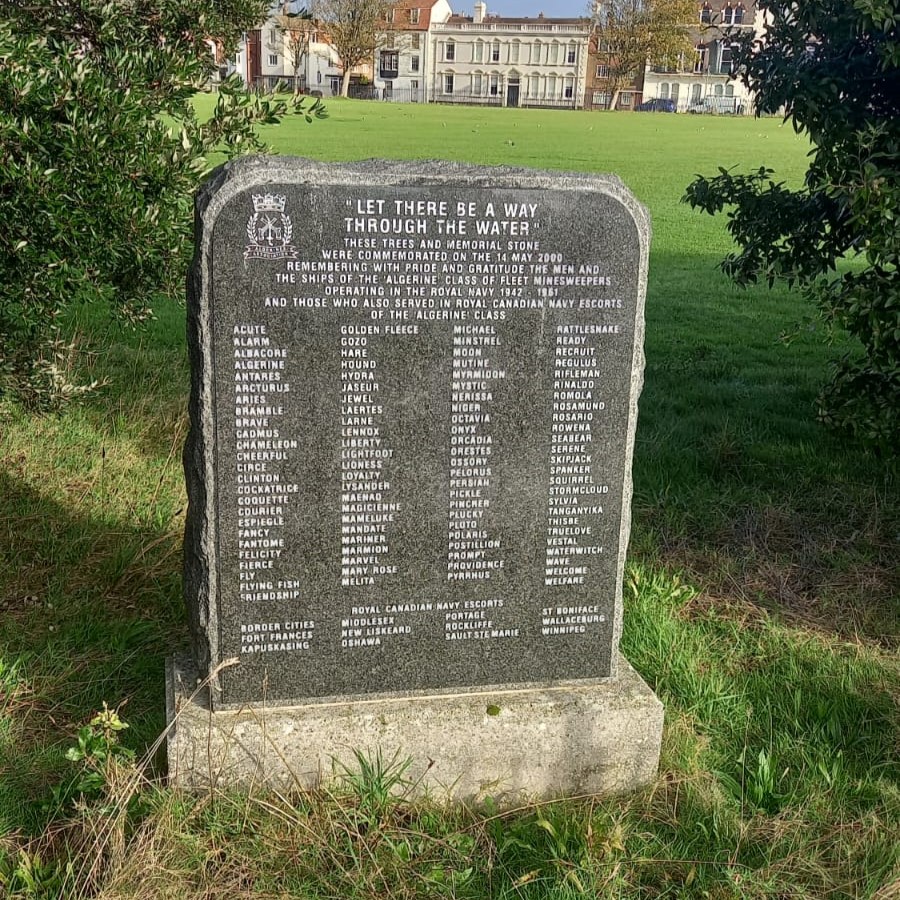 "LET THERE BE A WAY
THROUGH THE WATER"
THESE TREES AND MEMORIAL STONE
WERE COMMEMORATED ON THE 14 MAY 2000
REMEMBERING WITH PRIDE AND GRATITUDE THE MEN AND
THE SHIPS OF THE 'ALGERINE' CLASS OF FLEET MINESWEEPERS
OPERATING IN THE ROYAL NAVY 1942 - 1961
AND THOSE WHO ALSO SERVED IN ROYAL CANADIAN NAVY ESCORTS
OF THE 'ALGERINE' CLASS
ACUTE
ALARM
ALBACORE
ALGERINE
ANTARES
ARCTURUS
ARIES
BRAMBLE
BRAVE
CADMUS
CHAMELEON
CHEERFUL
CIRCE
CLINTON
COCKATRICE
COQUETTE
COURIER
ESPIEGLE
FANCY
FANTOME
FELICITY
FIERCE
FLY
FLYING FISH
FRIENDSHIP
GOLDEN FLEECE
GOZO
HARE
HOUND
HYDRA
JASEUR
JEWEL
LAERTES
LARNE
LENNOX
LIBERTY
LIGHTFOOT
LIONESS
LOYALTY
LYSANDER
MAENAD
MAGICIENNE
MAMELUKE
MANDATE
MARINER
MARMION
MARVEL
MARY ROSE
MELITA
MICHAEL
MINSTREL
MOON
MUTINE
MYRMIDON
MYSTIC
NERISSA
NIGER
OCTAVIA
ONYX
ORCADIA
ORESTES
OSSORY
PELORUS
PERSIAN
PICKLE
PINCHER
PLUCKY
PLUTO
POLARIS
POSTILLION
PROMPT
PROVIDENCE
PYRRHUS
RATTLESNAKE
READY
RECRUIT
REGULUS
RIFLEMAN
RINALDO
ROMOLA
ROSAMUND
ROSARIO
ROWENA
SEABEAR
SERENE
SKIPJACK
SPANKER
SQUIRREL
STORMCLOUD
SYLVIA
TANGANYIKA
THISBE
TRUELOVE
VESTAL
WATERWITCH
WAVE
WELCOME
WELFARE
ROYAL CANADIAN NAVY ESCORTS
BORDER CITIES
FORT FRANCES
KAPUSKASING
MIDDLESEX
NEW LISKEARD
OSHAWA
PORTAGE
ROCKLIFFE
SAULT STE MARIE
ST BONIFACE
WALLACEBURG
WINNIPEG